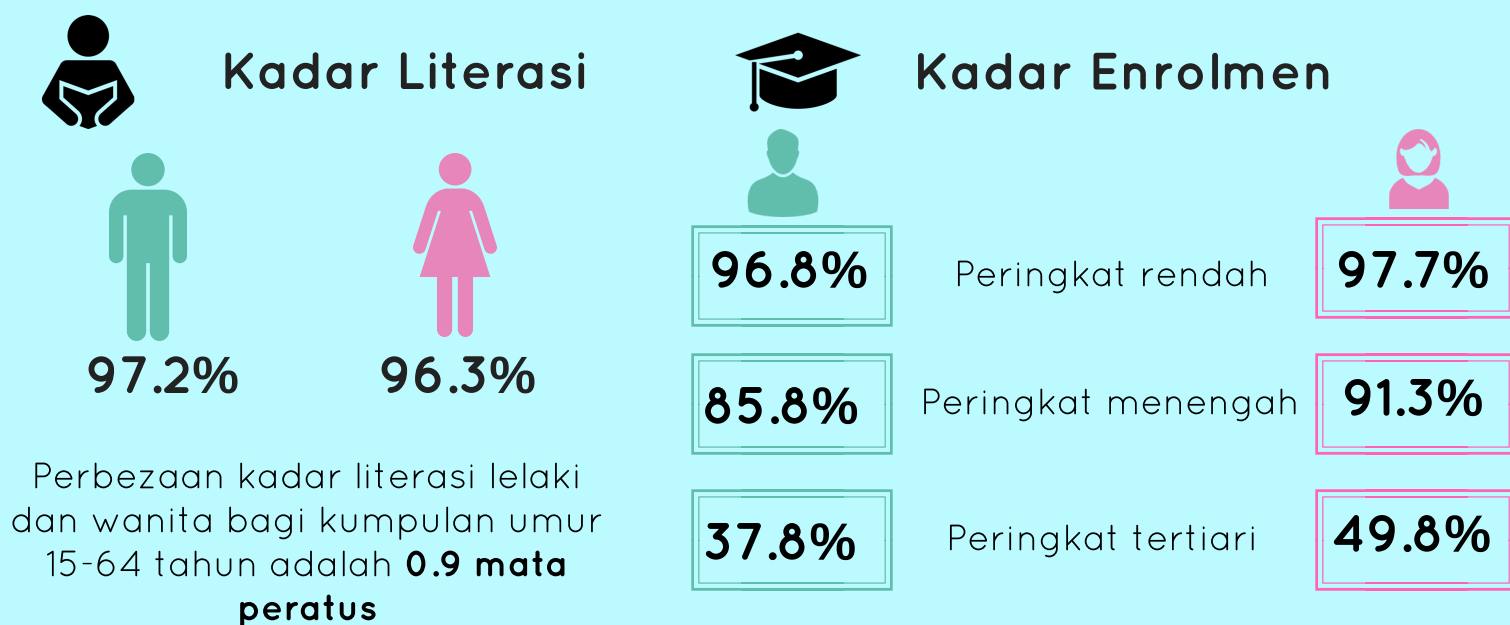 Kadar Literasi
97.2%
96.3%
Perbezaan kadar literasi lelaki
dan wanita bagi kumpulan umur
15-64 tahun adalah 0.9 mata
peratus
Kadar Enrolmen
96.8%
Peringkat rendah
97.7%
85.8%
Peringkat menengah
91.3%
37.8%
Peringkat tertiari
49.8%